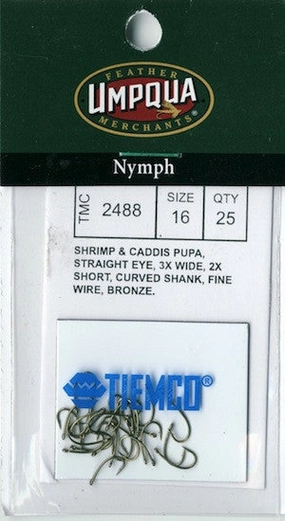 FEATHER
UMPQUA
MERCHANTS®
Nymph
TMC 2488 SIZE 16 QTY 25
SHRIMP & CADDIS PUPA,
STRAIGHT EYE, 3X WIDE, 2X
SHORT, CURVED SHANK, FINE
WIRE, BRONZE.
TIEMCO®